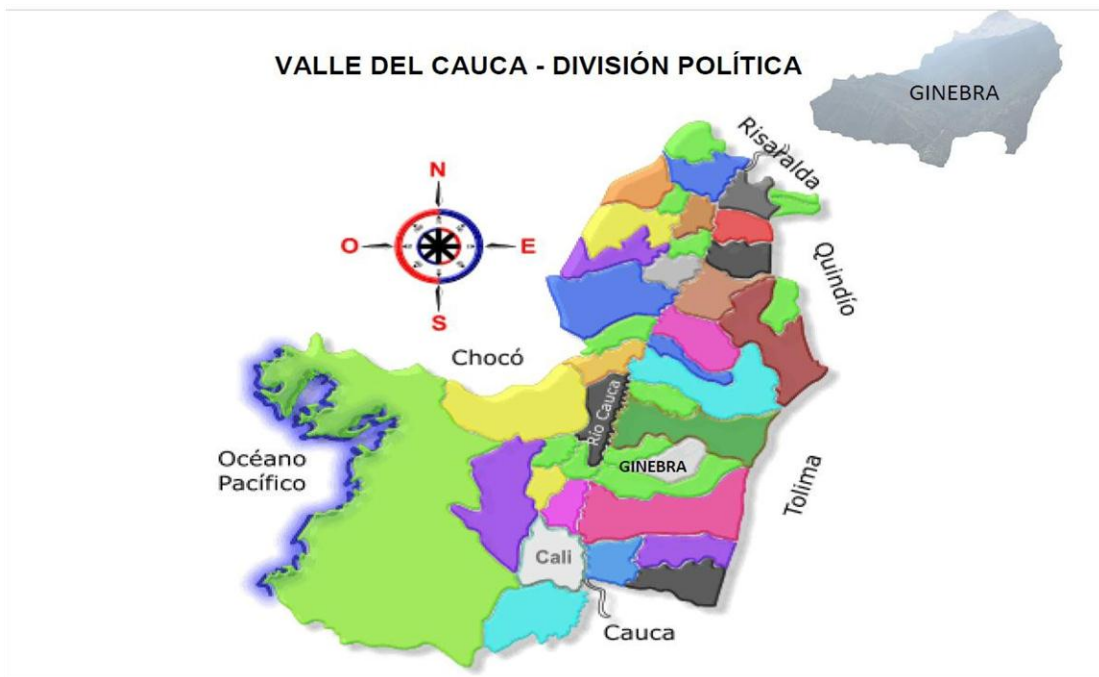 VALLE DEL CAUCA - DIVISIÓN POLÍTICA
GINEBRA
Risaralda
N
O
E
S
Quindío
Chocó
Río Cauca
Océano
Pacífico
GINEBRA
Tolima
Cali
Cauca